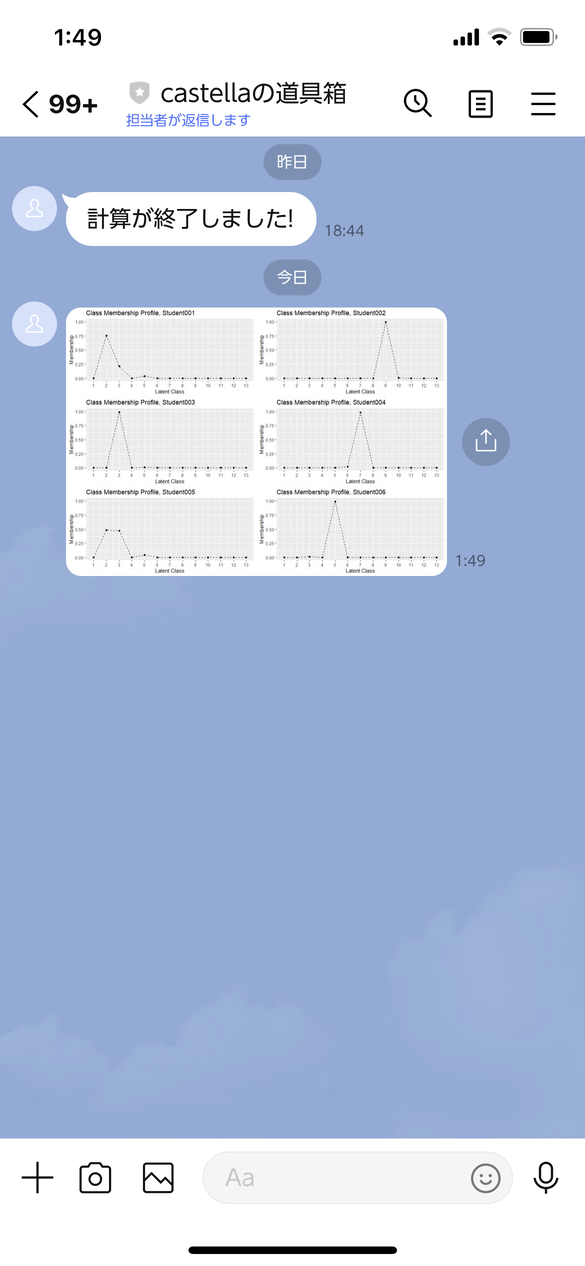 1:49
99+
castellaの道具箱
担当者が返信します
昨日
計算が終了しました!
18:44
今日
Class Membership Profile, Student001
Class Membership Profile, Student002
1.00
0.75
0.50
0.25
0.00
Membership
1 2 3 4 5 6 7 8 9 10 11 12 13
Latent Class
1.00
0.75
0.50
0.25
0.00
Membership
1 2 3 4 5 6 7 8 9 10 11 12 13
Latent Class
Class Membership Profile, Student003
Class Membership Profile, Student004
1.00
0.75
0.50
0.25
0.00
Membership
1 2 3 4 5 6 7 8 9 10 11 12 13
Latent Class
1.00
0.75
0.50
0.25
0.00
Membership
1 2 3 4 5 6 7 8 9 10 11 12 13
Latent Class
Class Membership Profile, Student005
Class Membership Profile, Student006
1.00
0.75
0.50
0.25
0.00
Membership
1 2 3 4 5 6 7 8 9 10 11 12 13
Latent Class
1.00
0.75
0.50
0.25
0.00
Membership
1 2 3 4 5 6 7 8 9 10 11 12 13
Latent Class
1:49
Aa